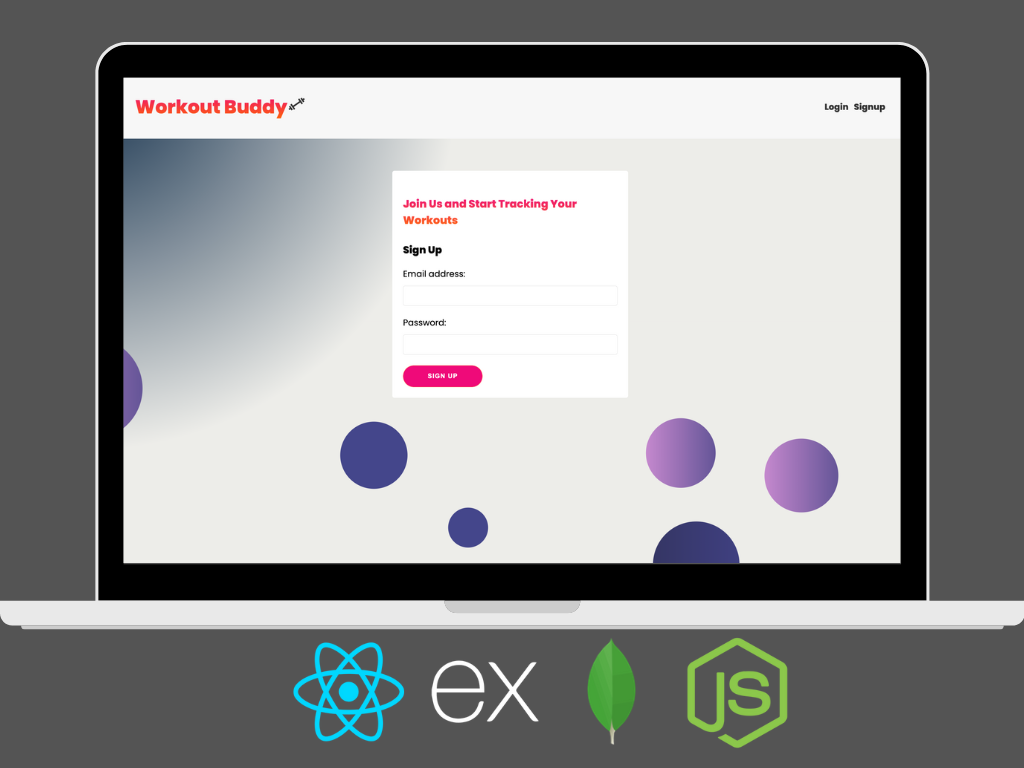 Workout Buddy
Login Signup
Join Us and Start Tracking Your
Workouts
Sign Up
Email address:
Password:
SIGN UP
ex
JS